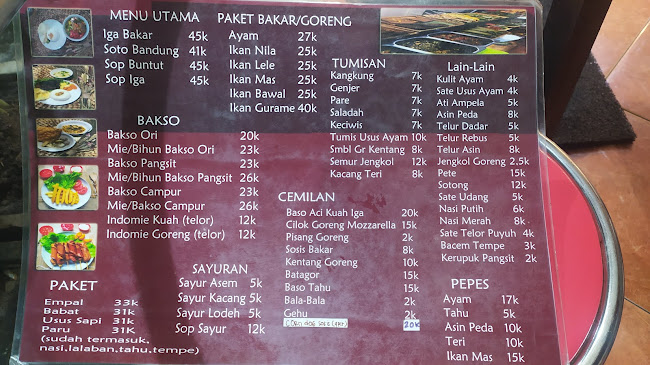 MENU UTAMA
Iga Bakar 45k
Soto Bandung 41k
Sop Buntut 45k
Sop Iga 45k
PAKET BAKAR/GORENG
Ayam 27k
Ikan Nila 25k
Ikan Lele 25k
Ikan Mas 25k
Ikan Bawal 25k
Ikan Gurame 40k
BAKSO
Bakso Ori 20k
Mie/Bihun Bakso Ori 23k
Bakso Pangsit 23k
Mie/Bihun Bakso Pangsit 26k
Bakso Campur 23k
Mie/Bakso Campur 26k
Indomie Kuah (telor) 12k
Indomie Goreng (telor) 12k
PAKET
Empal 33k
Babat 31k
Usus Sapi 31k
Paru 31K
(sudah termasuk,
nasi,lalaban,tahu,tempe)
SAYURAN
Sayur Asem 5k
Sayur Kacang 5k
Sayur Lodeh 5k
Sop Sayur 12k
TUMISAN
Kangkung 7k
Genjer 7k
Pare 7k
Saladah 7k
Keciwis 7k
Tumis Usus Ayam 10k
Smbl Gr Kentang 8k
Semur Jengkol 12k
Kacang Teri 8k
CEMILAN
Baso Aci Kuah Iga 20k
Cilok Goreng Mozzarella 15k
Pisang Goreng 2k
Sosis Bakar 8k
Kentang Goreng 10k
Batagor 15k
Baso Tahu 15k
Bala-Bala 2k
Gehu 2k
20k
Lain-Lain
Kulit Ayam 4k
Sate Usus Ayam 4k
Ati Ampela 5k
Asin Peda 8k
Telur Dadar 5k
Telur Rebus 5k
Telur Asin 8k
Jengkol Goreng 2.5k
Pete 15k
Sotong 12k
Sate Udang 5k
Nasi Putih 6k
Nasi Merah 8k
Sate Telor Puyuh 4k
Bacem Tempe 3k
Kerupuk Pangsit 2k
PEPES
Ayam 17k
Tahu 5k
Asin Peda 10k
Teri 10k
Ikan Mas 15k